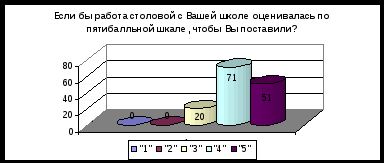 Если бы работа столовой с Вашей школе оценивалась по
пятибалльной шкале, чтобы Вы поставили?
80
60
40
20
0
0 0 20 71 51
"1" "2" "3" "4" "5"